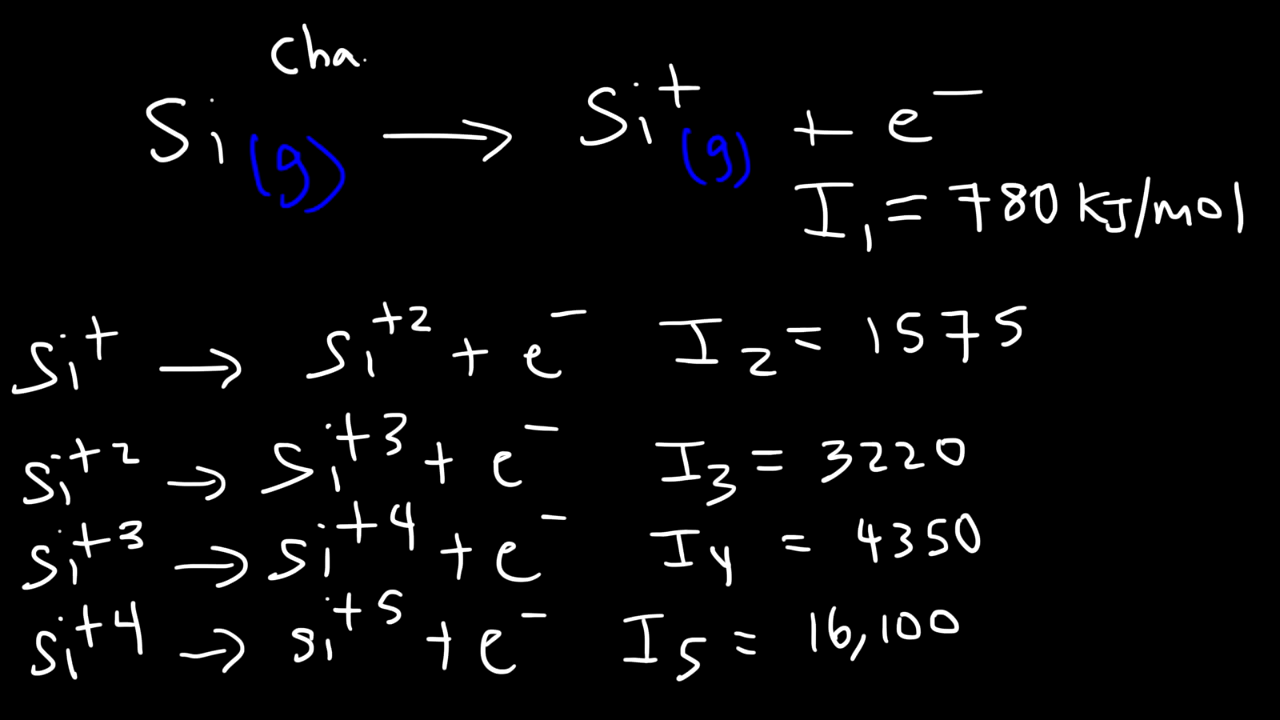 Cha.
Si(g) → Si⁺(g) + e⁻
I₁ = 780 KJ/mol
Si⁺ → Si⁺² + e⁻ I₂ = 1575
Si⁺² → Si⁺³ + e⁻ I₃ = 3220
Si⁺³ → Si⁺⁴ + e⁻ I₄ = 4350
Si⁺⁴ → Si⁺⁵ + e⁻ I₅ = 16,100